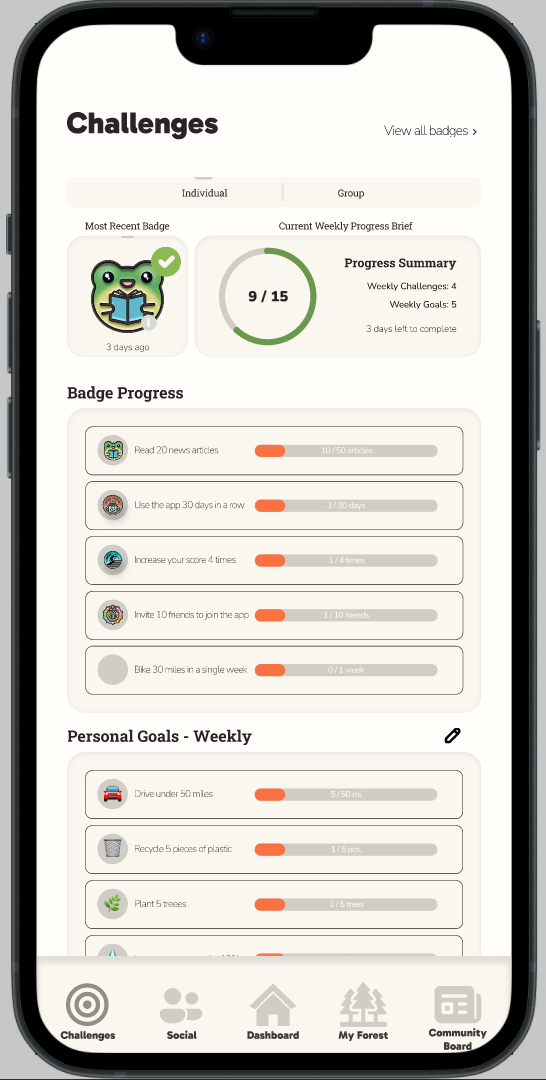 Challenges
View all badges ›
Individual
Group
Most Recent Badge
Current Weekly Progress Brief
9 / 15
Progress Summary
Weekly Challenges: 4
Weekly Goals: 5
3 days left to complete
3 days ago
Badge Progress
Read 20 news articles
10 / 50 articles
Use the app 30 days in a row
3 / 30 days
Increase your score 4 times
1 / 4 times
Invite 10 friends to join the app
1 / 10 friends
Bike 30 miles in a single week
0 / 1 week
Personal Goals - Weekly
Drive under 50 miles
5 / 50 mi.
Recycle 5 pieces of plastic
1 / 5 pcs.
Plant 5 treees
1 / 5 trees
Challenges
Social
Dashboard
My Forest
Community
Board